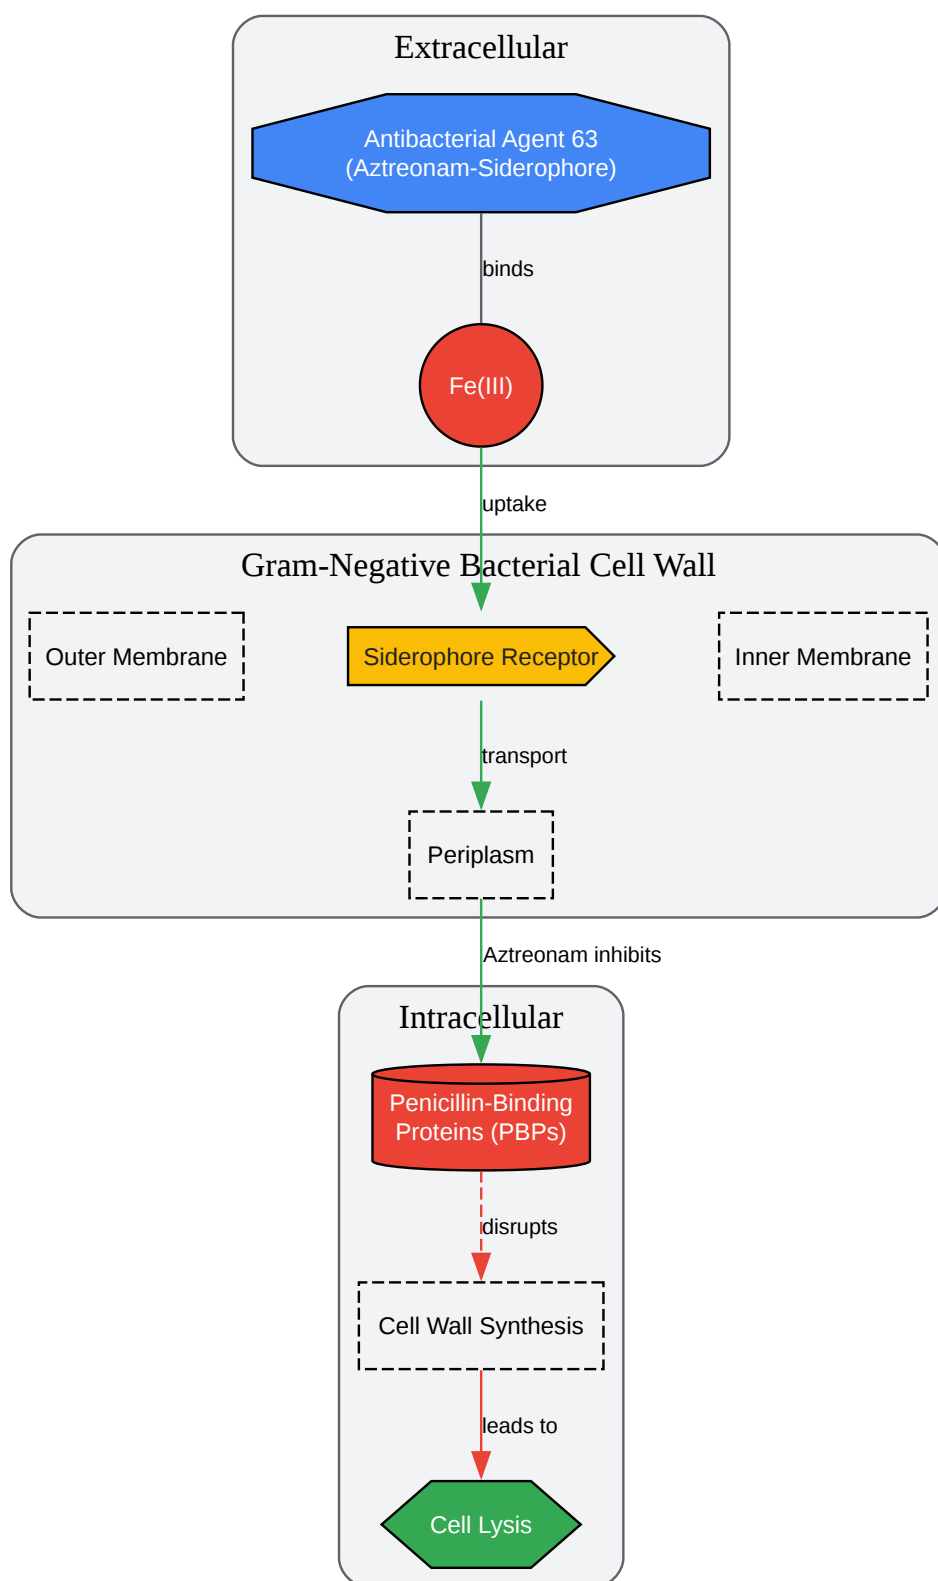 Extracellular
Antibacterial Agent 63
(Aztreonam-Siderophore)
binds
Fe(III)
uptake
Gram-Negative Bacterial Cell Wall
Outer Membrane
Siderophore Receptor
Inner Membrane
transport
Periplasm
Aztreonam inhibits
Intracellular
Penicillin-Binding
Proteins (PBPs)
disrupts
Cell Wall Synthesis
leads to
Cell Lysis